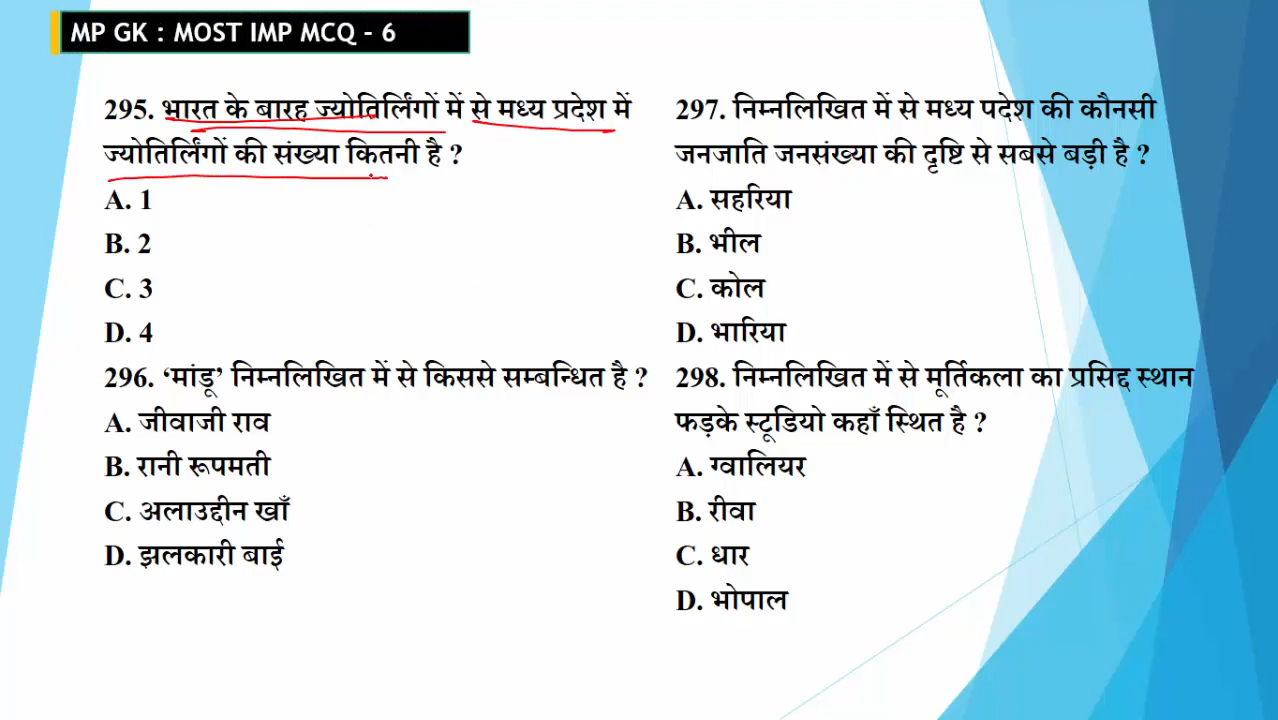 MP GK : MOST IMP MCQ - 6
295. भारत के बारह ज्योतिर्लिंगों में से मध्य प्रदेश में
ज्योतिर्लिंगों की संख्या कितनी है ?
A. 1
B. 2
C. 3
D. 4
296. ‘मांडू’ निम्नलिखित में से किससे सम्बन्धित है ?
A. जीवाजी राव
B. रानी रूपमती
C. अलाउद्दीन खाँ
D. झलकारी बाई
297. निम्नलिखित में से मध्य पदेश की कौनसी
जनजाति जनसंख्या की दृष्टि से सबसे बड़ी है ?
A. सहरिया
B. भील
C. कोल
D. भारिया
298. निम्नलिखित में से मूर्तिकला का प्रसिद्द स्थान
फड़के स्टूडियो कहाँ स्थित है ?
A. ग्वालियर
B. रीवा
C. धार
D. भोपाल